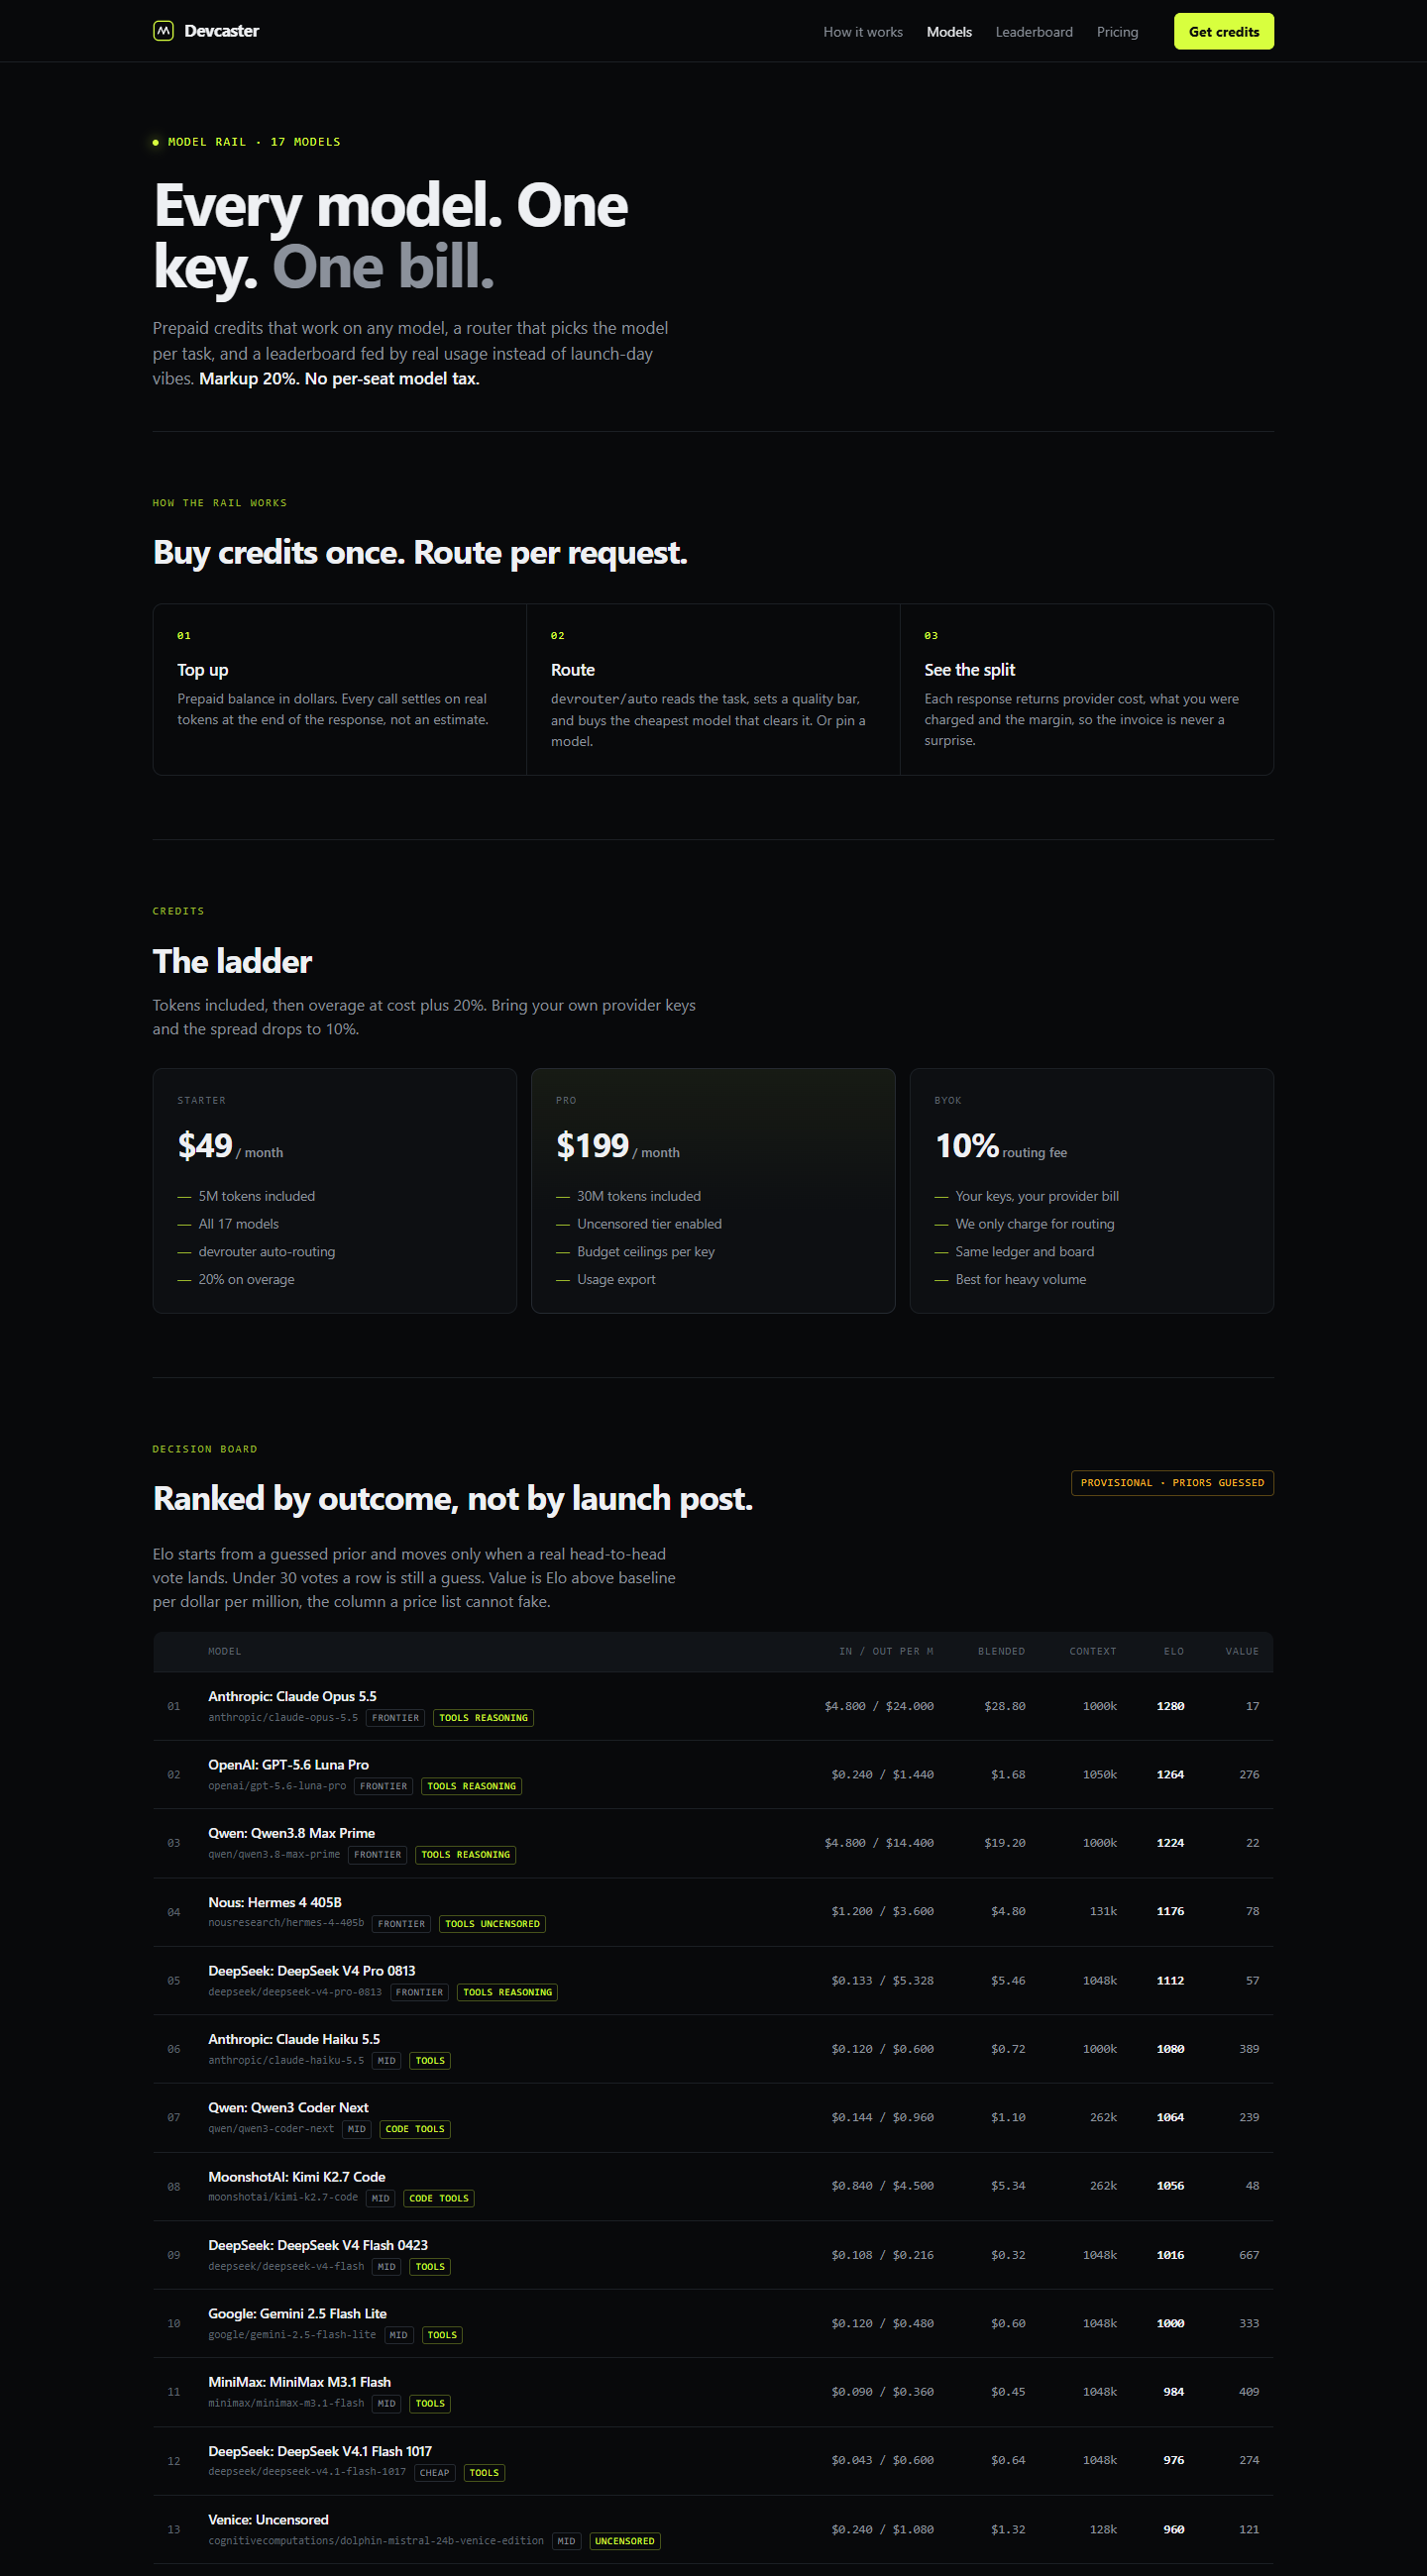 Devcaster
How it works
Models
Leaderboard
Pricing
Get credits
MODEL RAIL · 17 MODELS
Every model. One
key. One bill.
Prepaid credits that work on any model, a router that picks the model
per task, and a leaderboard fed by real usage instead of launch-day
vibes. Markup 20%. No per-seat model tax.
HOW THE RAIL WORKS
Buy credits once. Route per request.
01
Top up
Prepaid balance in dollars. Every call settles on real
tokens at the end of the response, not an estimate.
02
Route
devrouter/auto reads the task, sets a quality bar,
and buys the cheapest model that clears it. Or pin a
model.
03
See the split
Each response returns provider cost, what you were
charged and the margin, so the invoice is never a
surprise.
CREDITS
The ladder
Tokens included, then overage at cost plus 20%. Bring your own provider keys
and the spread drops to 10%.
STARTER
$49 / month
— 5M tokens included
— All 17 models
— devrouter auto-routing
— 20% on overage
PRO
$199 / month
— 30M tokens included
— Uncensored tier enabled
— Budget ceilings per key
— Usage export
BYOK
10% routing fee
— Your keys, your provider bill
— We only charge for routing
— Same ledger and board
— Best for heavy volume
DECISION BOARD
Ranked by outcome, not by launch post.
PROVISIONAL · PRIORS GUESSED
Elo starts from a guessed prior and moves only when a real head-to-head
vote lands. Under 30 votes a row is still a guess. Value is Elo above baseline
per dollar per million, the column a price list cannot fake.
MODEL IN / OUT PER M BLENDED CONTEXT ELO VALUE
Anthropic: Claude Opus 5.5
01 $4.800 / $24.000 $28.80 1000k 1280 17
anthropic/claude-opus-5.5 FRONTIER TOOLS REASONING
OpenAI: GPT-5.6 Luna Pro
02 $0.240 / $1.440 $1.68 1050k 1264 276
openai/gpt-5.6-luna-pro FRONTIER TOOLS REASONING
Qwen: Qwen3.8 Max Prime
03 $4.800 / $14.400 $19.20 1000k 1224 22
qwen/qwen3.8-max-prime FRONTIER TOOLS REASONING
Nous: Hermes 4 405B
04 $1.200 / $3.600 $4.80 131k 1176 78
nousresearch/hermes-4-405b FRONTIER TOOLS UNCENSORED
DeepSeek: DeepSeek V4 Pro 0813
05 $0.133 / $5.328 $5.46 1048k 1112 57
deepseek/deepseek-v4-pro-0813 FRONTIER TOOLS REASONING
Anthropic: Claude Haiku 5.5
06 $0.120 / $0.600 $0.72 1000k 1080 389
anthropic/claude-haiku-5.5 MID TOOLS
Qwen: Qwen3 Coder Next
07 $0.144 / $0.960 $1.10 262k 1064 239
qwen/qwen3-coder-next MID CODE TOOLS
MoonshotAI: Kimi K2.7 Code
08 $0.840 / $4.500 $5.34 262k 1056 48
moonshotai/kimi-k2.7-code MID CODE TOOLS
DeepSeek: DeepSeek V4 Flash 0423
09 $0.108 / $0.216 $0.32 1048k 1016 667
deepseek/deepseek-v4-flash MID TOOLS
Google: Gemini 2.5 Flash Lite
10 $0.120 / $0.480 $0.60 1048k 1000 333
google/gemini-2.5-flash-lite MID TOOLS
MiniMax: MiniMax M3.1 Flash
11 $0.090 / $0.360 $0.45 1048k 984 409
minimax/minimax-m3.1-flash MID TOOLS
DeepSeek: DeepSeek V4.1 Flash 1017
12 $0.043 / $0.600 $0.64 1048k 976 274
deepseek/deepseek-v4.1-flash-1017 CHEAP TOOLS
Venice: Uncensored
13 $0.240 / $1.080 $1.32 128k 960 121
cognitivecomputations/dolphin-mistral-24b-venice-edition MID UNCENSORED